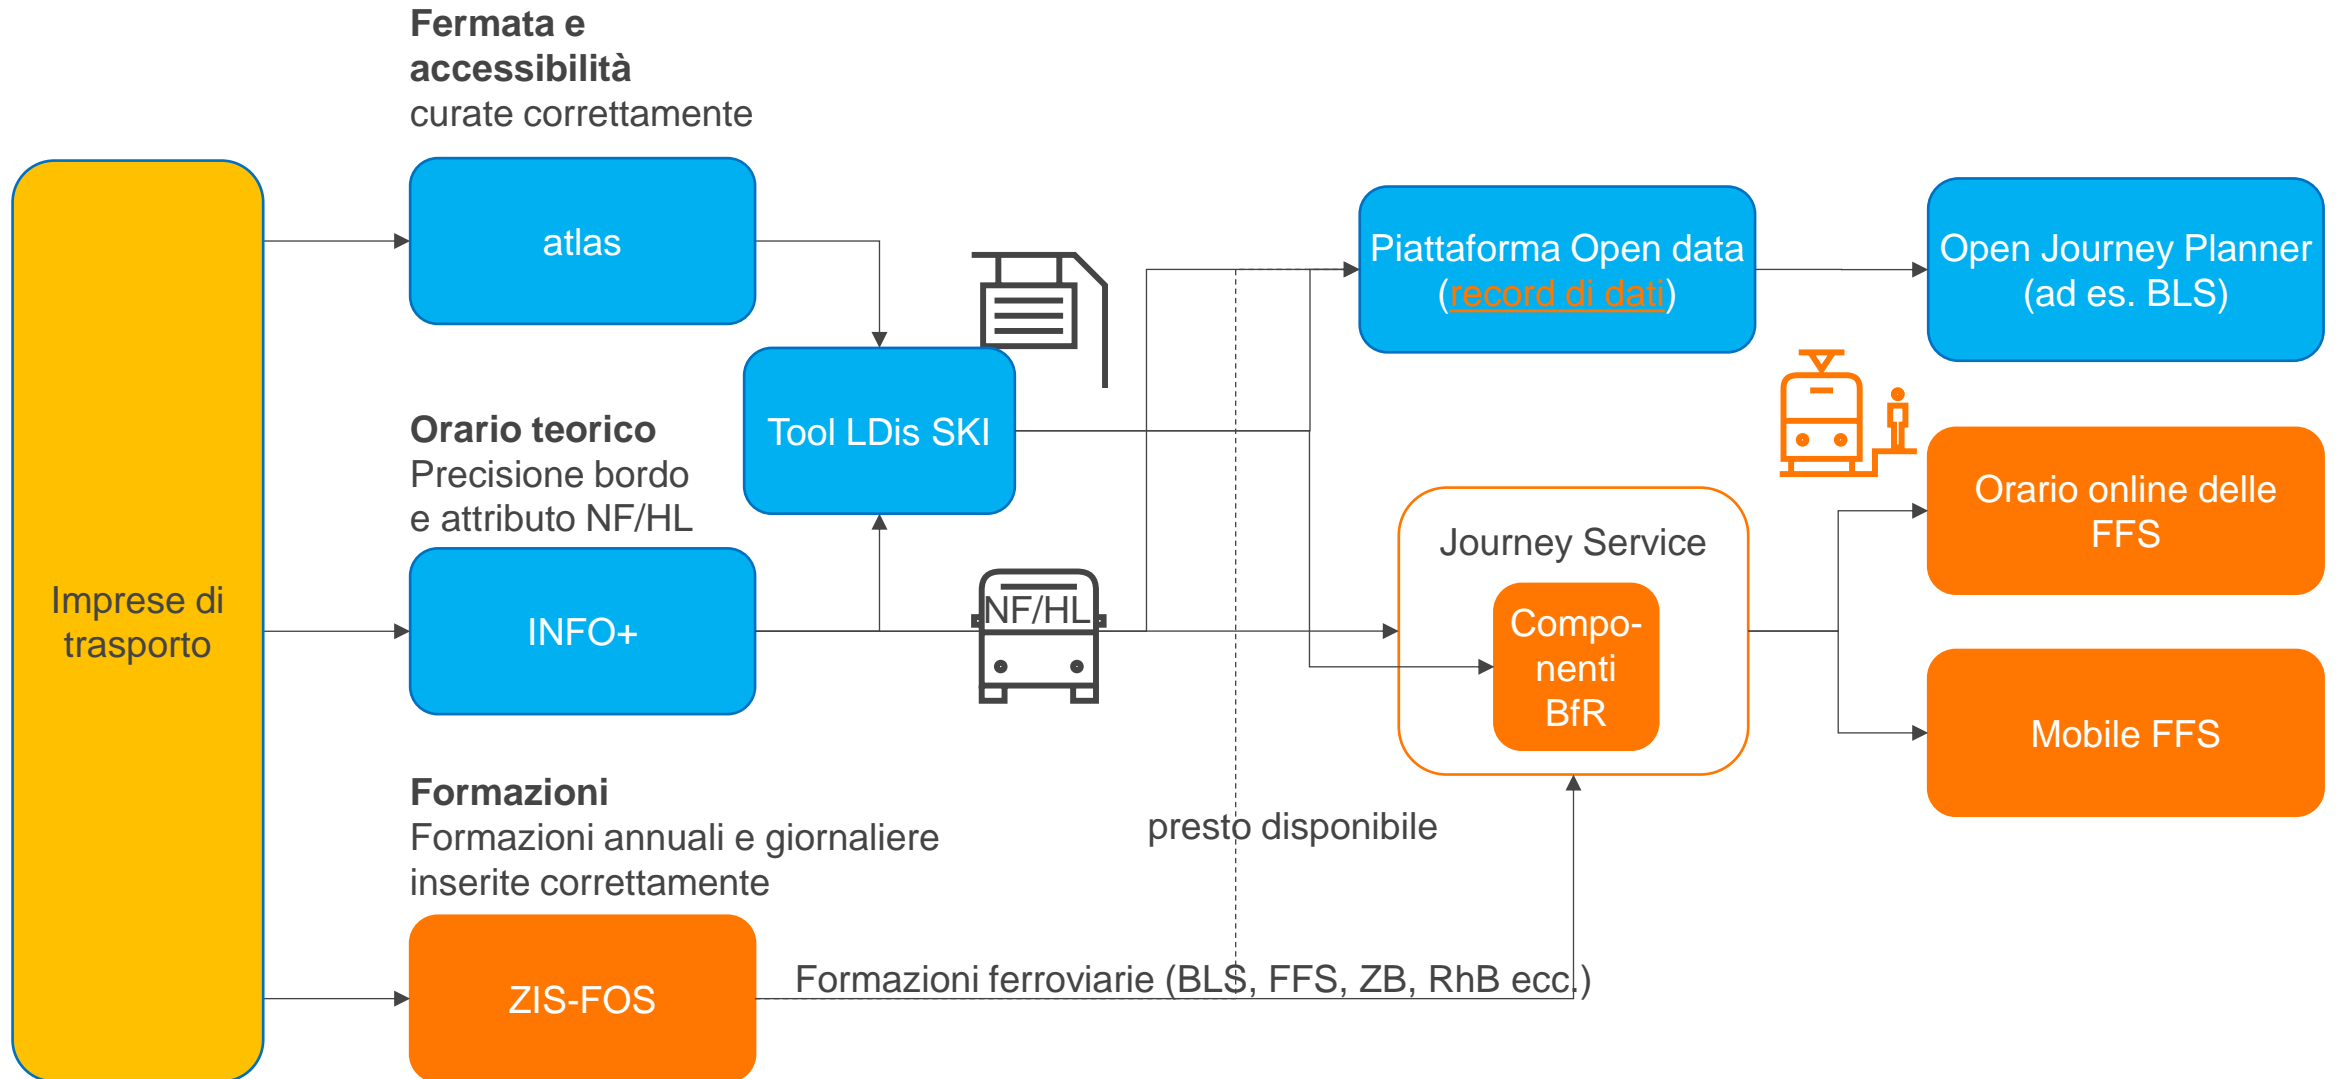 Fermata e
accessibilità
curate correttamente
atlas
Piattaforma Open data
(record di dati)
Open Journey Planner
(ad es. BLS)
Tool LDis SKI
Orario teorico
Precisione bordo
e attributo NF/HL
Imprese di
trasporto
INFO+
NF/HL
Journey Service
Compo-
nenti
BfR
Orario online delle
FFS
Mobile FFS
Formazioni
Formazioni annuali e giornaliere
inserite correttamente
presto disponibile
ZIS-FOS
Formazioni ferroviarie (BLS, FFS, ZB, RhB ecc.)